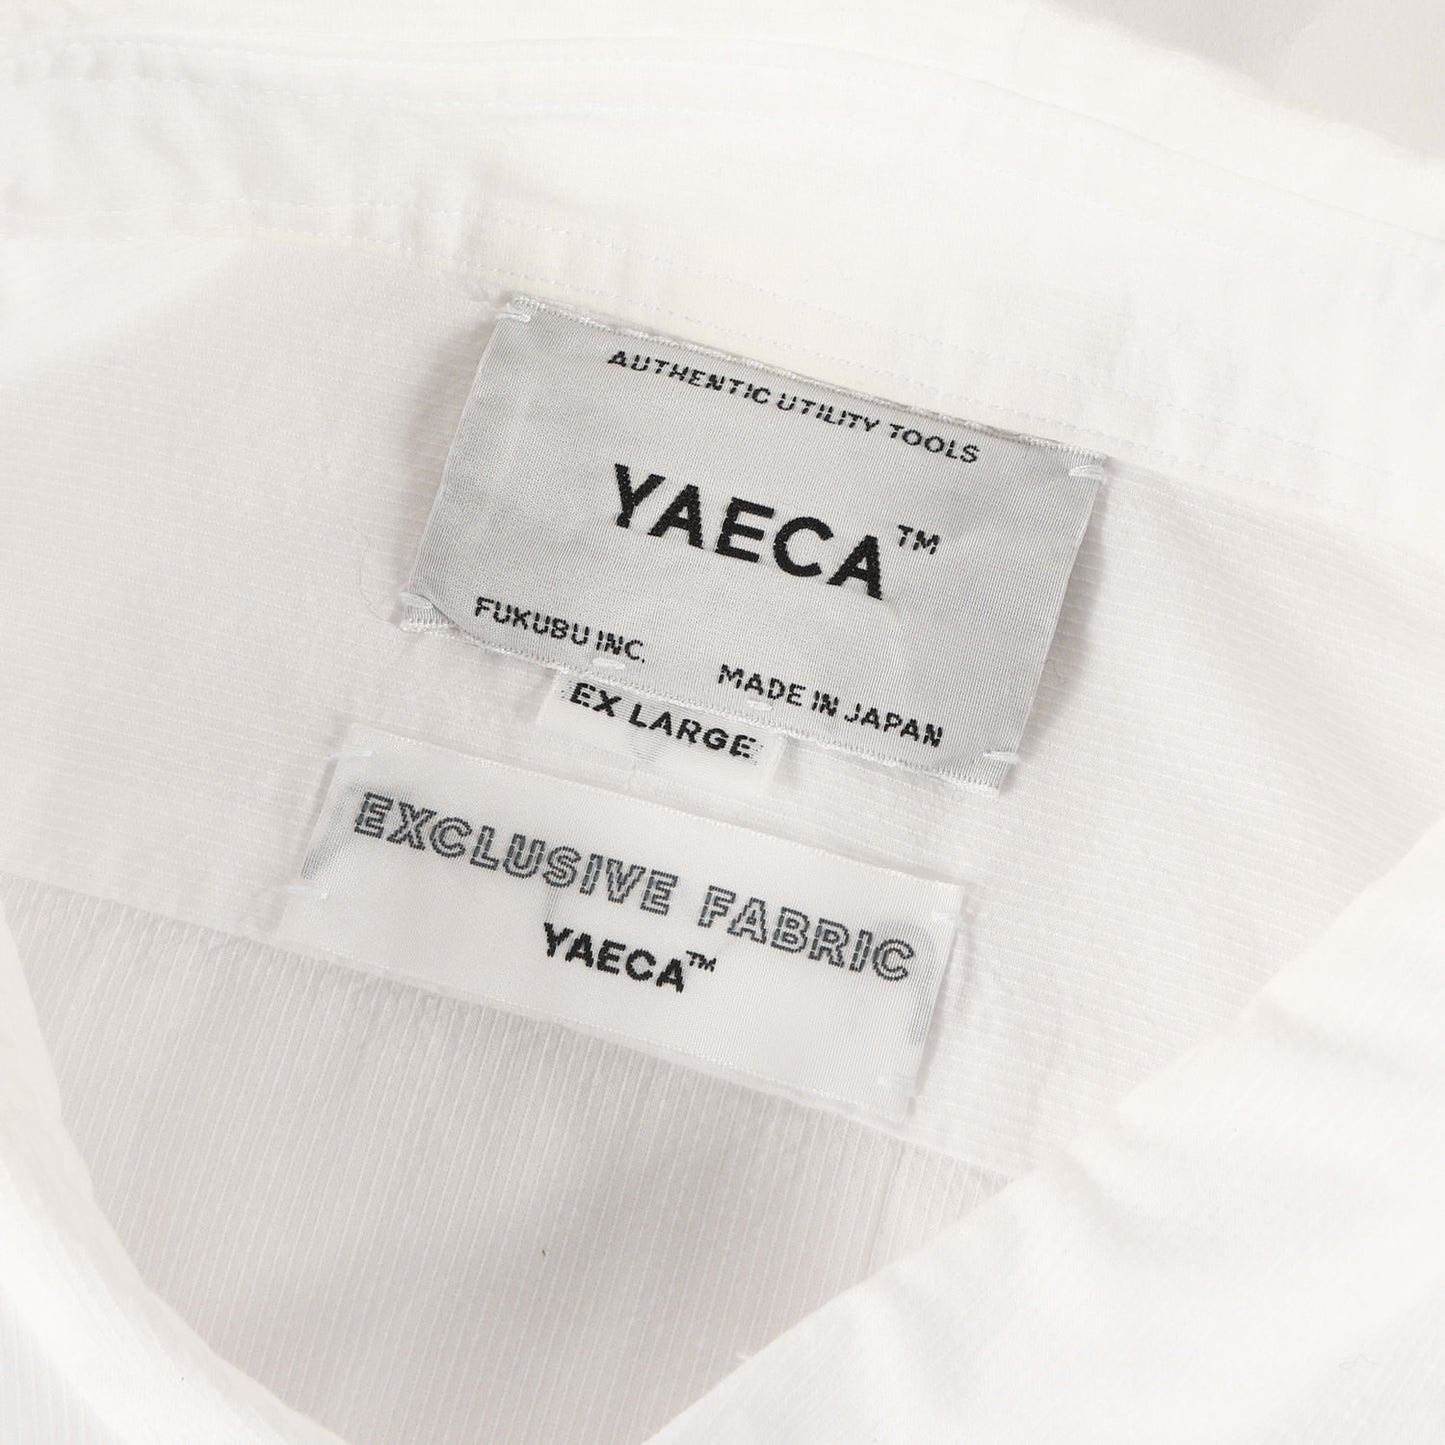 AUTHENTIC UTILITY TOOLS
YAECA™
FUKUBU INC. MADE IN JAPAN
EX LARGE
EXCLUSIVE FABRIC
YAECA™